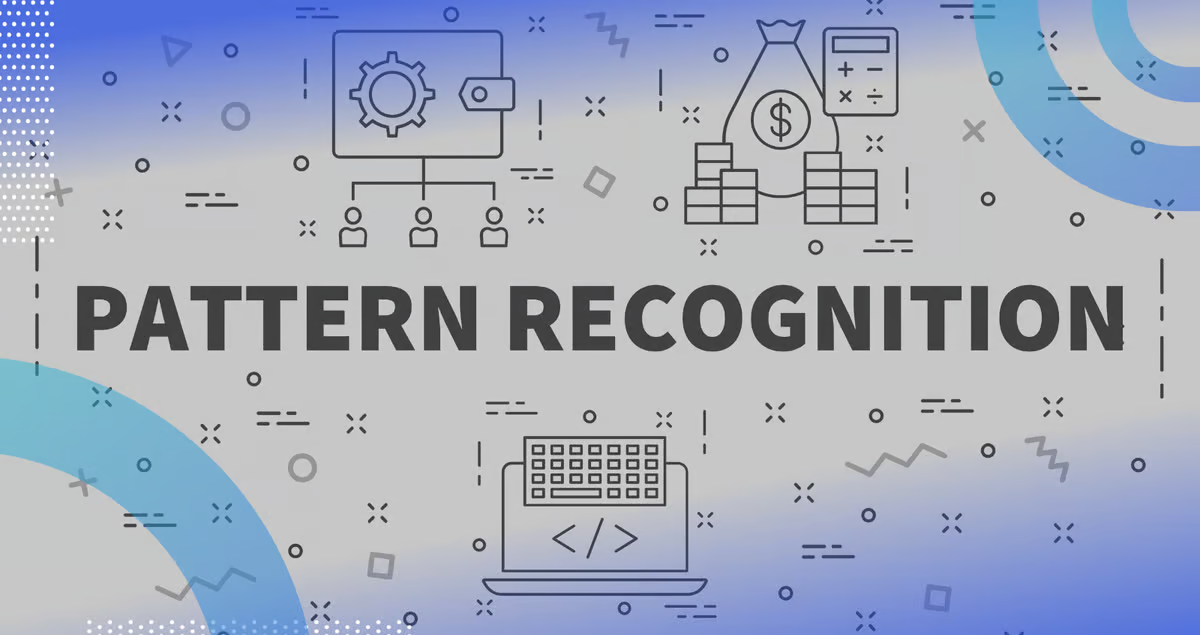 $
+ −
× ÷
PATTERN RECOGNITION
</>